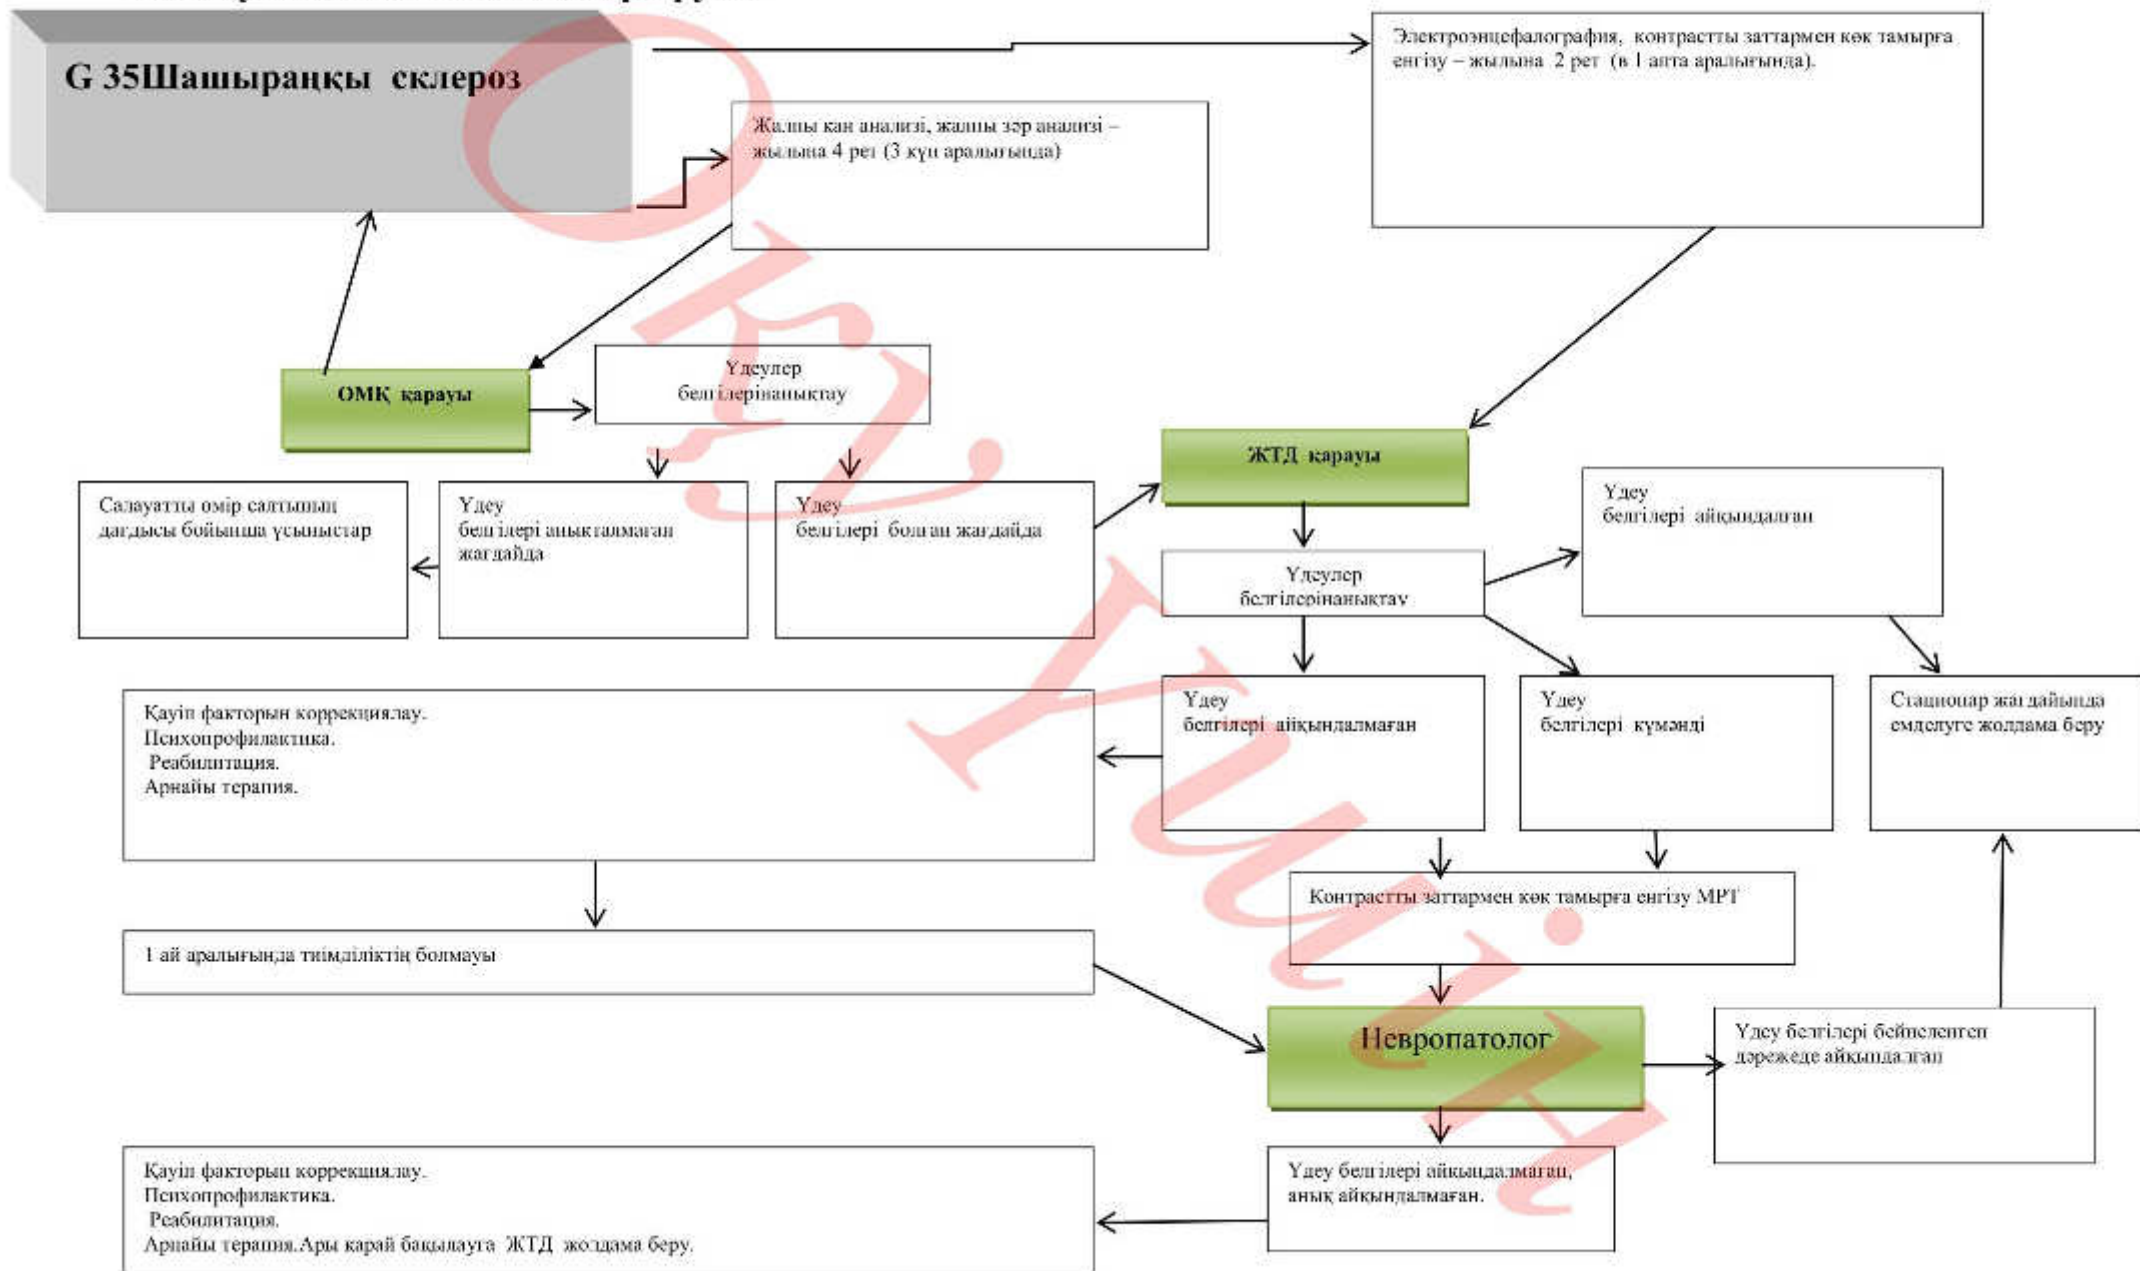 G 35Шашыраңқы склероз
Электроэнцефалография, контрастты заттармен көк тамырға
енгізу – жылына 2 рет (в 1 апта аралығында).
Жалпы қан анализі, жалпы зәр анализі –
жылына 4 рет (3 күн аралығында)
ОМҚ қарауы
Үдеулер
белгілерінанықтау
ЖТД қарауы
Салауатты өмір салтының
дағдысы бойынша ұсыныстар
Үдеу
белгілері анықталмаған
жағдайда
Үдеу
белгілері болған жағдайда
Үдеу
белгілері айқындалған
Үдеулер
белгілерінанықтау
Қауіп факторын коррекциялау.
Психопрофилактика.
Реабилитация.
Арнайы терапия.
Үдеу
белгілері айқындалмаған
Үдеу
белгілері күмәнді
Стационар жағдайында
емделуге жолдама беру
Контрастты заттармен көк тамырға енгізу МРТ
1 ай аралығында тиімділіктің болмауы
Невропатолог
Үдеу белгілері бейнеленген
дәрежеде айқындалған
Қауіп факторын коррекциялау.
Психопрофилактика.
Реабилитация.
Арнайы терапия.Ары қарай бақылауға ЖТД жолдама беру.
Үдеу белгілері айқындалмаған,
анық айқындалмаған.
Оқу Үшін